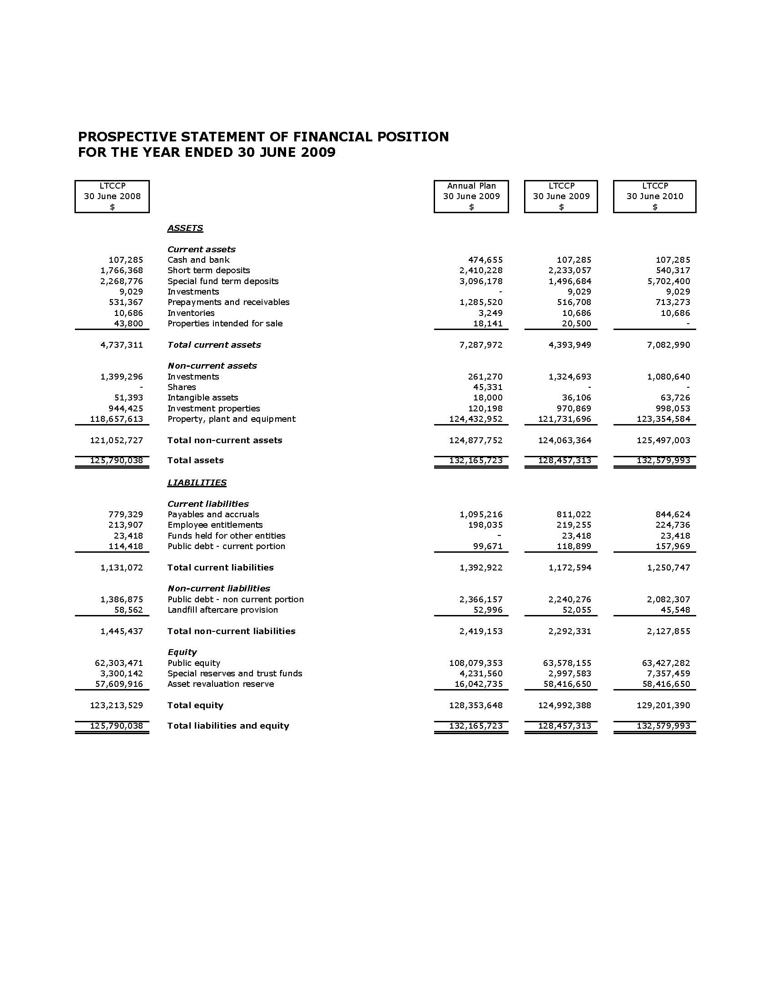 PROSPECTIVE STATEMENT OF FINANCIAL POSITION
FOR THE YEAR ENDED 30 JUNE 2009
LTCCP Annual Plan LTCCP LTCCP
30 June 2008 30 June 2009 30 June 2009 30 June 2010
$ $ $ $
ASSETS
Current assets
107,285 Cash and bank 474,655 107,285 107,285
1,766,368 Short term deposits 2,410,228 2,233,057 540,317
2,268,776 Special fund term deposits 3,096,178 1,496,684 5,702,400
9,029 Investments - 9,029 9,029
531,367 Prepayments and receivables 1,285,520 516,708 713,273
10,686 Inventories 3,249 10,686 10,686
43,800 Properties intended for sale 18,141 20,500 -
4,737,311 Total current assets 7,287,972 4,393,949 7,082,990
Non-current assets
1,399,296 Investments 261,270 1,324,693 1,080,640
- Shares 45,331 - -
51,393 Intangible assets 18,000 36,106 63,726
944,425 Investment properties 120,198 970,869 998,053
118,657,613 Property, plant and equipment 124,432,952 121,731,696 123,354,584
121,052,727 Total non-current assets 124,877,752 124,063,364 125,497,003
125,790,038 Total assets 132,165,723 128,457,313 132,579,993
LIABILITIES
Current liabilities
779,329 Payables and accruals 1,095,216 811,022 844,624
213,907 Employee entitlements 198,035 219,255 224,736
23,418 Funds held for other entities - 23,418 23,418
114,418 Public debt - current portion 99,671 118,899 157,969
1,131,072 Total current liabilities 1,392,922 1,172,594 1,250,747
Non-current liabilities
1,386,875 Public debt - non current portion 2,366,157 2,240,276 2,082,307
58,562 Landfill aftercare provision 52,996 52,055 45,548
1,445,437 Total non-current liabilities 2,419,153 2,292,331 2,127,855
Equity
62,303,471 Public equity 108,079,353 63,578,155 63,427,282
3,300,142 Special reserves and trust funds 4,231,560 2,997,583 7,357,459
57,609,916 Asset revaluation reserve 16,042,735 58,416,650 58,416,650
123,213,529 Total equity 128,353,648 124,992,388 129,201,390
125,790,038 Total liabilities and equity 132,165,723 128,457,313 132,579,993